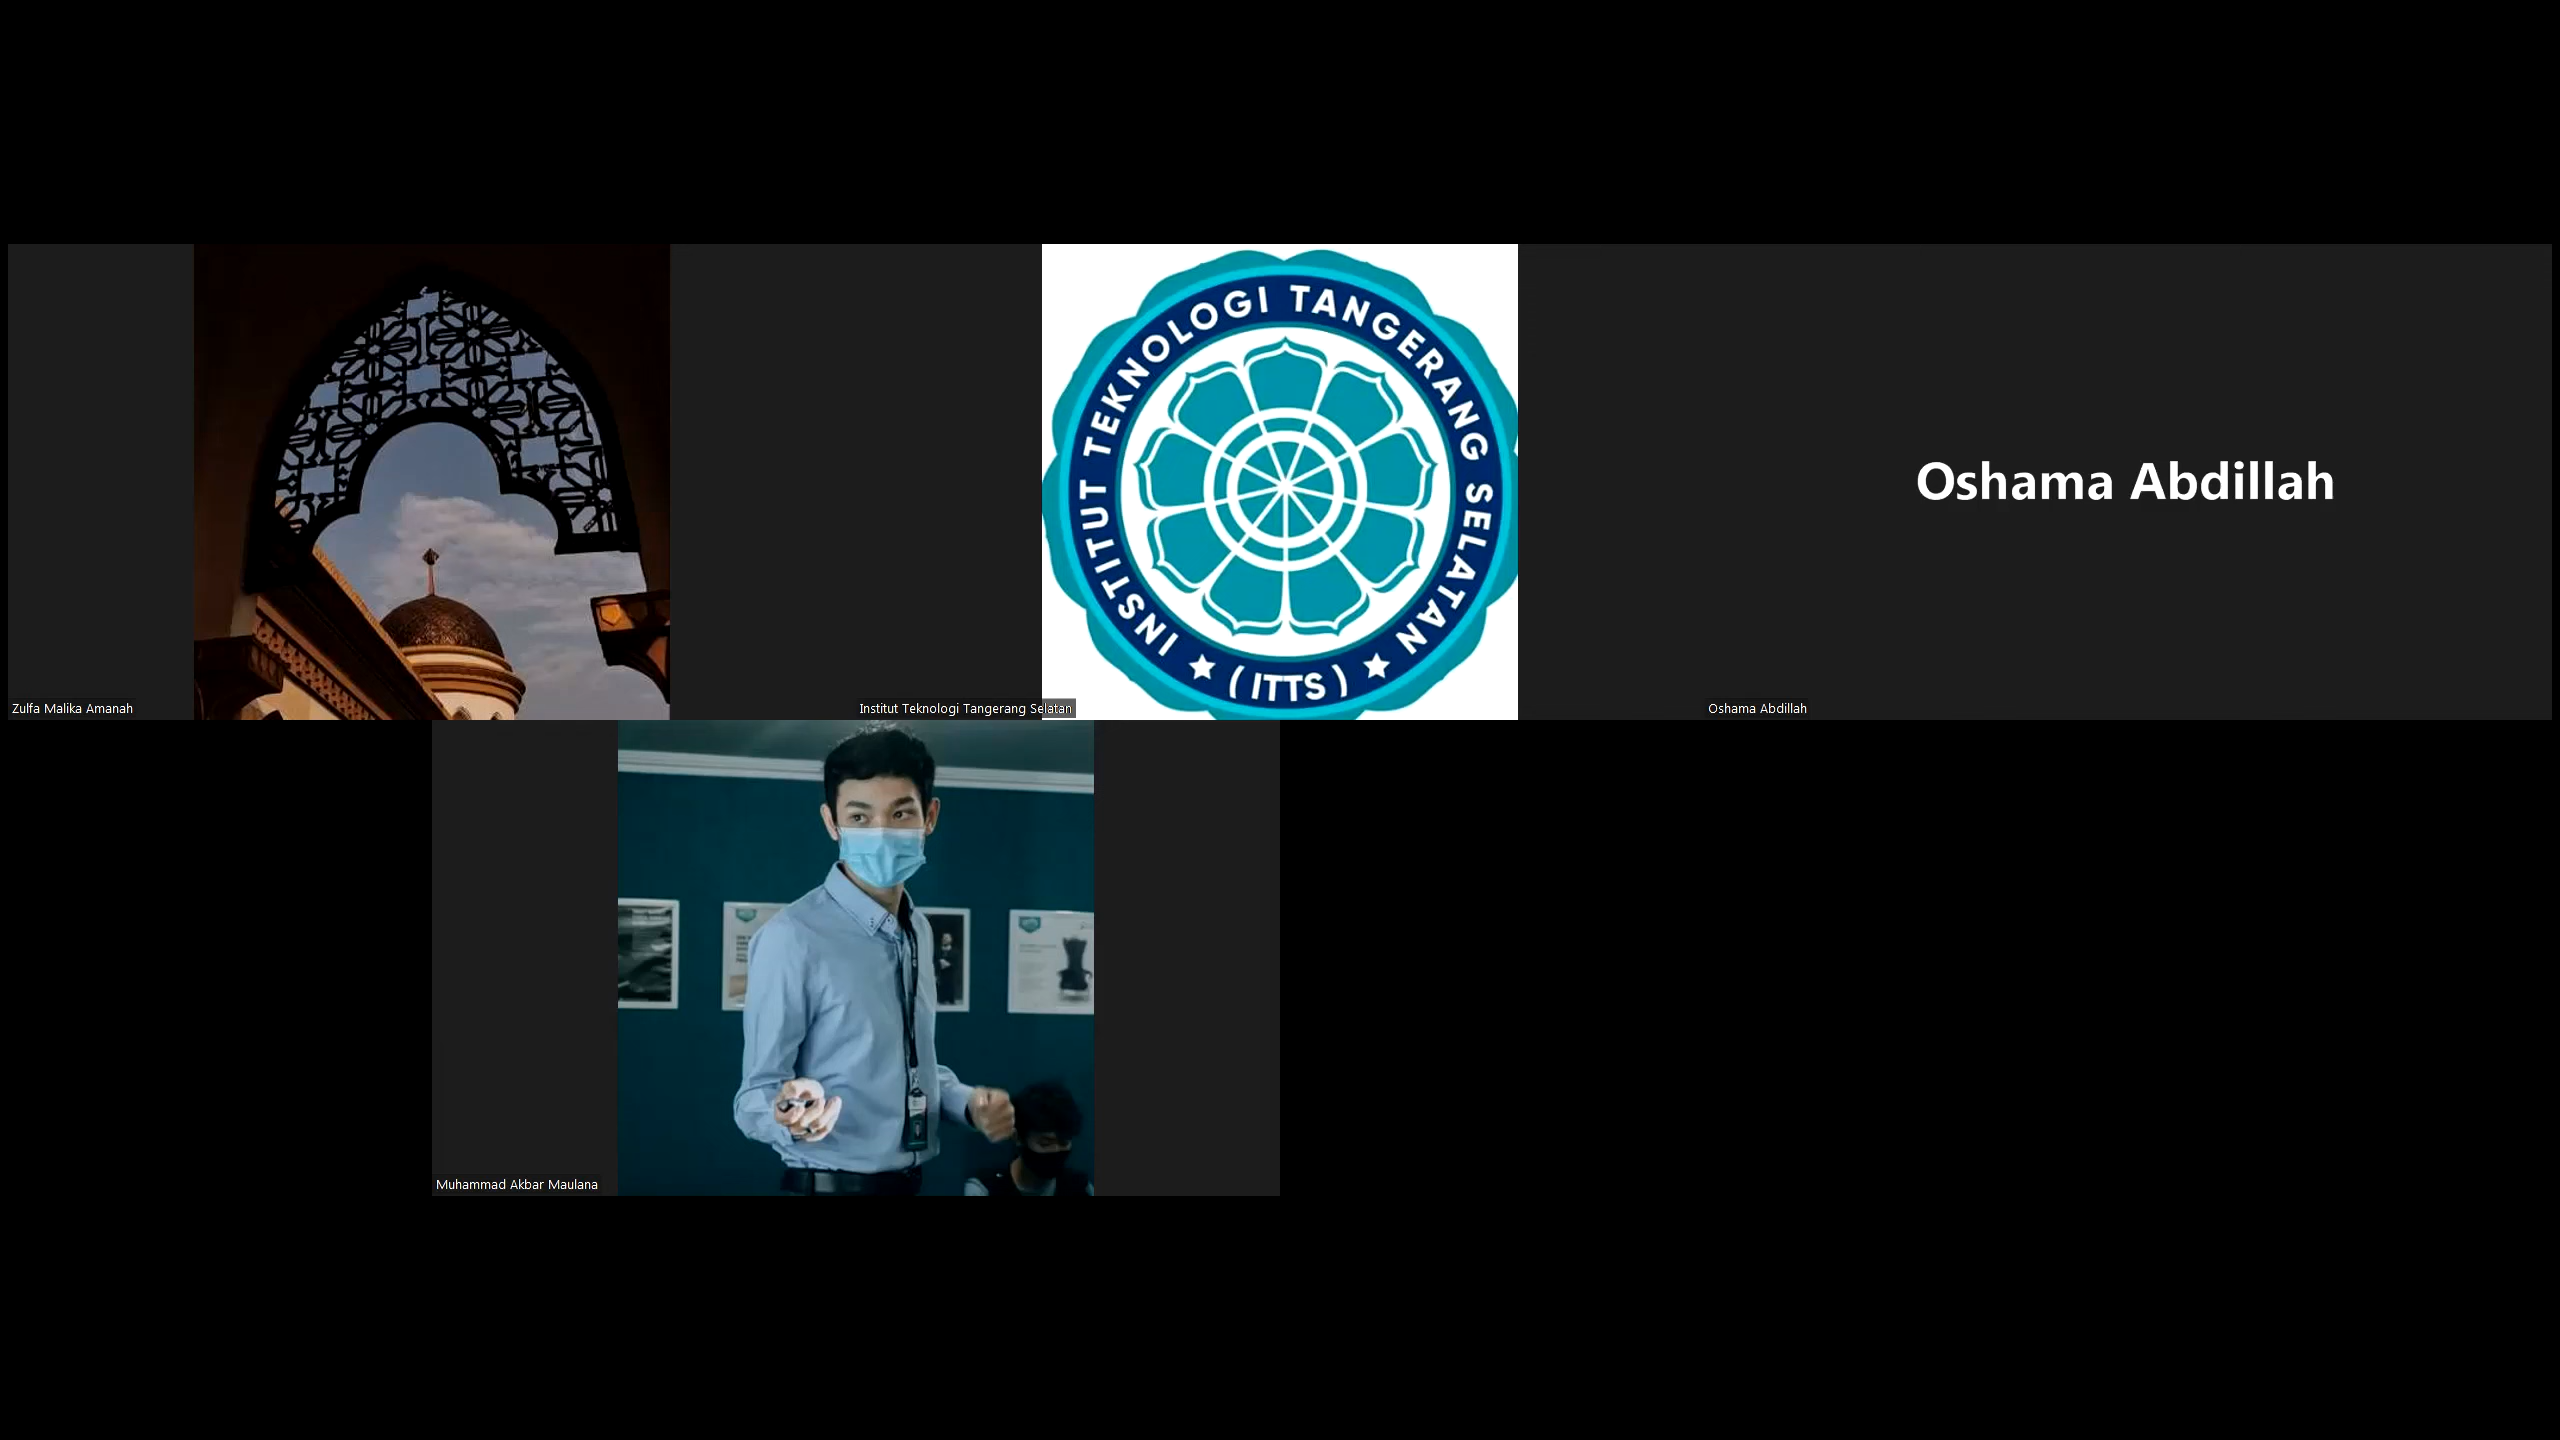 INSTITUT TEKNOLOGI TANGERANG SELATAN
( ITTS )
Oshama Abdillah
Zulfa Malika Amanah
Institut Teknologi Tangerang Selatan
Oshama Abdillah
Muhammad Akbar Maulana